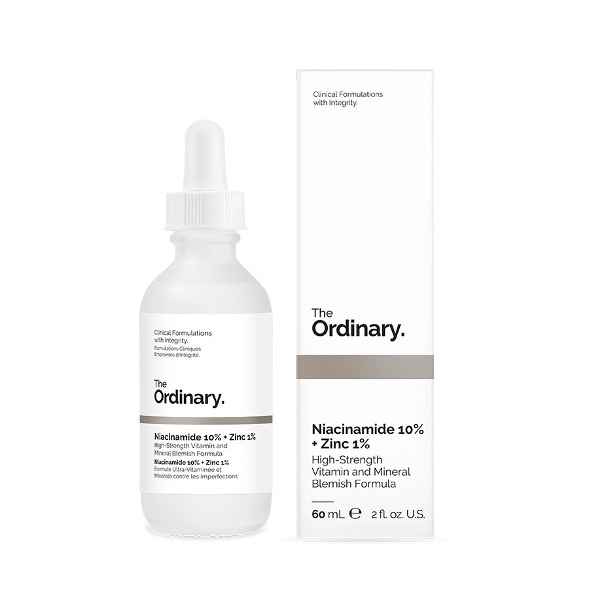 Clinical Formulations
with Integrity.
Formulations Cliniques
Empreintes d'Intégrité.
The
Ordinary.
Niacinamide 10% + Zinc 1%
High-Strength Vitamin and
Mineral Blemish Formula
Niacinamide 10% + Zinc 1%
Formule Ultra-Vitaminée et
Minérale contre les imperfections
Clinical Formulations
with Integrity.
The
Ordinary.
Niacinamide 10%
+ Zinc 1%
High-Strength
Vitamin and Mineral
Blemish Formula
60 mL ℮ 2 fl. oz. U.S.